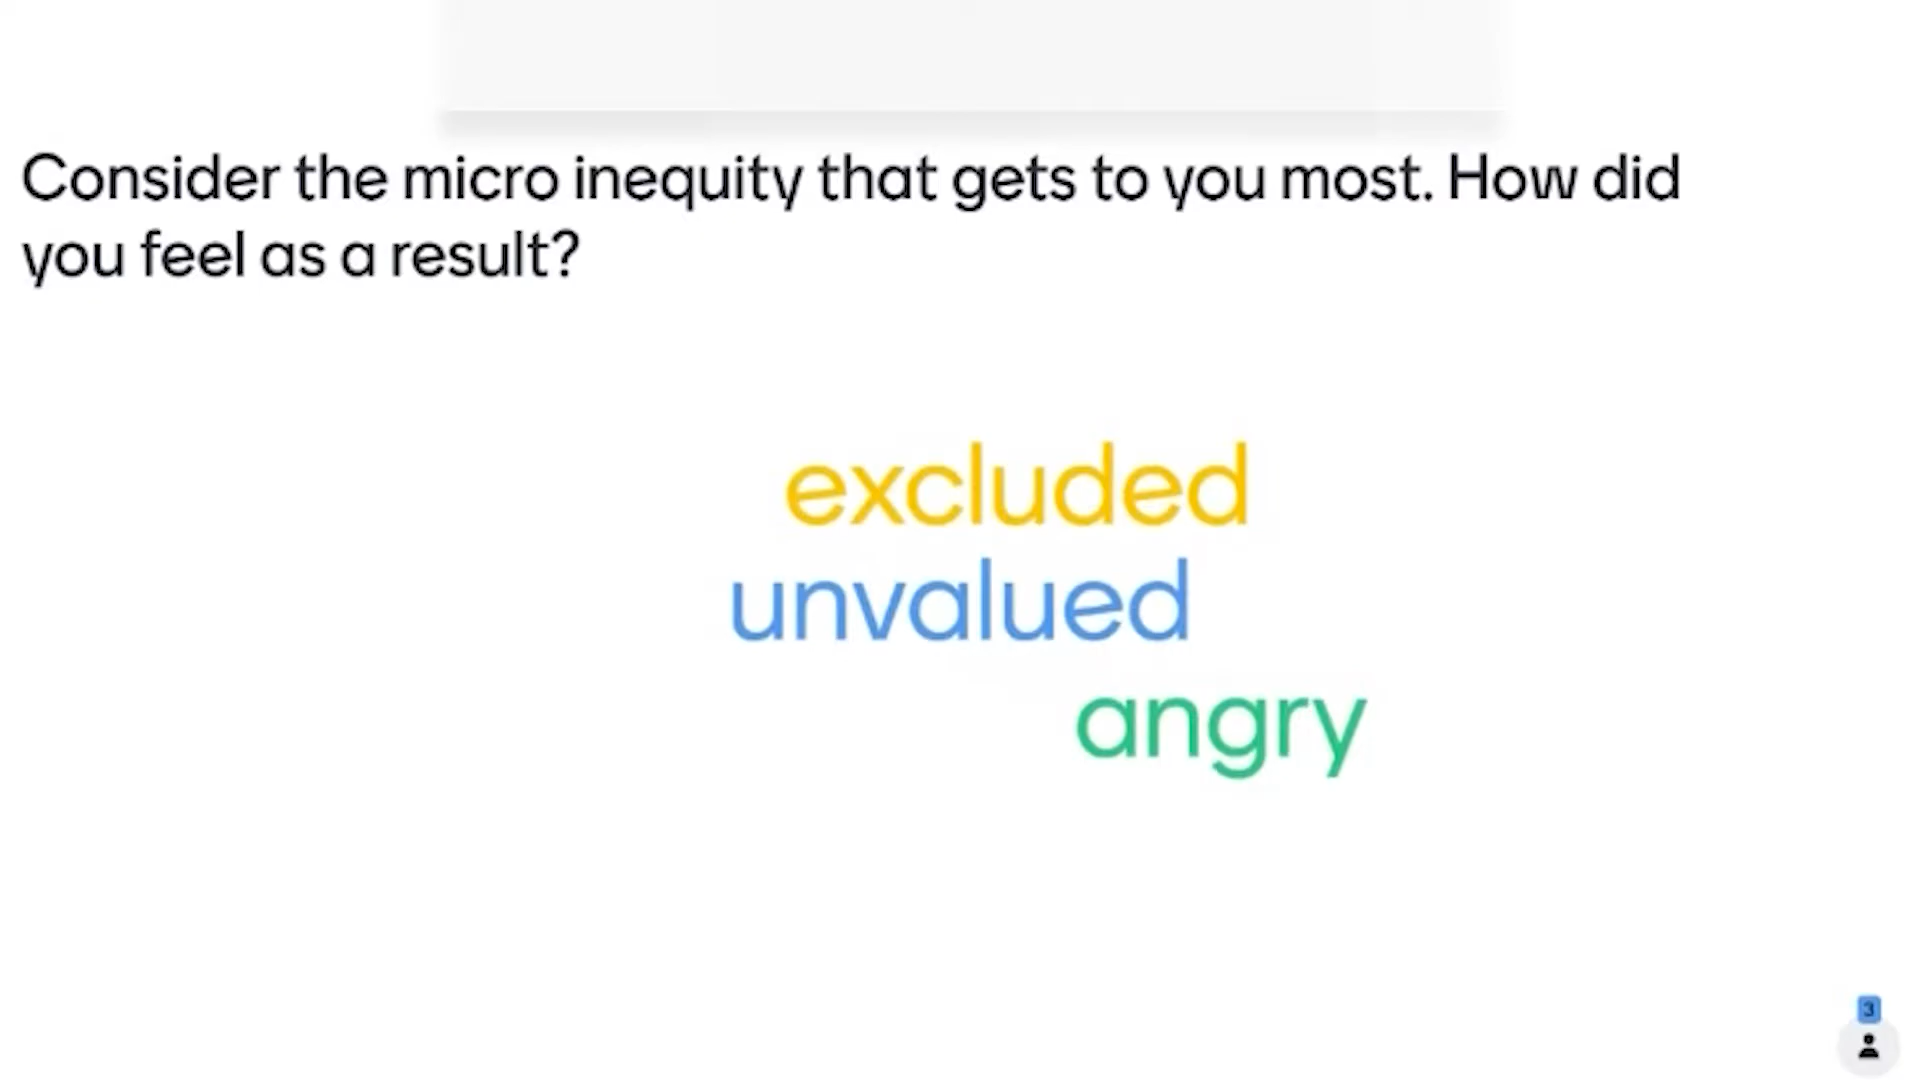 Consider the micro inequity that gets to you most. How did
you feel as a result?
excluded
unvalued
angry
3